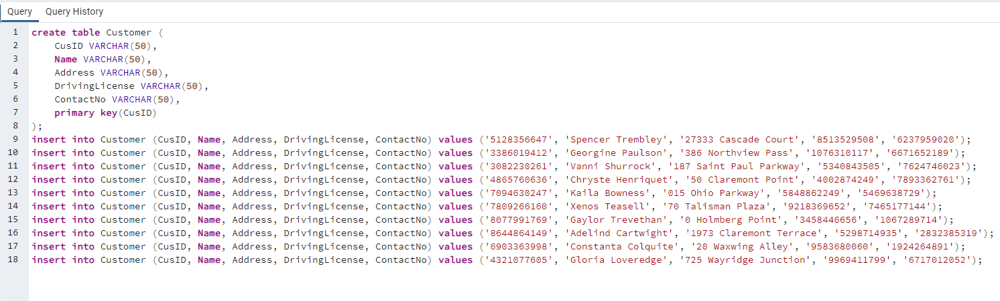 Query Query History
1 create table Customer (
2 CusID VARCHAR(50),
3 Name VARCHAR(50),
4 Address VARCHAR(50),
5 DrivingLicense VARCHAR(50),
6 ContactNo VARCHAR(50),
7 primary key(CusID)
8 );
9 insert into Customer (CusID, Name, Address, DrivingLicense, ContactNo) values ('5128356647', 'Spencer Trembley', '27333 Cascade Court', '8513529508', '6237959020');
10 insert into Customer (CusID, Name, Address, DrivingLicense, ContactNo) values ('3386019412', 'Georgine Paulson', '386 Northview Pass', '1076310117', '6671652189');
11 insert into Customer (CusID, Name, Address, DrivingLicense, ContactNo) values ('3082230261', 'Vanni Shurrock', '187 Saint Paul Parkway', '5340843505', '7624746023');
12 insert into Customer (CusID, Name, Address, DrivingLicense, ContactNo) values ('4865760636', 'Chryste Henriquet', '50 Claremont Point', '4002874249', '7893362761');
13 insert into Customer (CusID, Name, Address, DrivingLicense, ContactNo) values ('7094630247', 'Kaila Bowness', '015 Ohio Parkway', '5848862249', '5469638729');
14 insert into Customer (CusID, Name, Address, DrivingLicense, ContactNo) values ('7809266160', 'Xenos Teasell', '70 Talisman Plaza', '9218369652', '7465177144');
15 insert into Customer (CusID, Name, Address, DrivingLicense, ContactNo) values ('8077991769', 'Gaylor Trevethan', '0 Holmberg Point', '3458446656', '1067289714');
16 insert into Customer (CusID, Name, Address, DrivingLicense, ContactNo) values ('8644864149', 'Adelind Cartwight', '1973 Claremont Terrace', '5298714935', '2832385319');
17 insert into Customer (CusID, Name, Address, DrivingLicense, ContactNo) values ('6903363998', 'Constanta Colquite', '20 Waxwing Alley', '9583680060', '1924264891');
18 insert into Customer (CusID, Name, Address, DrivingLicense, ContactNo) values ('4321077605', 'Gloria Loveredge', '725 Wayridge Junction', '9969411799', '6717012052');